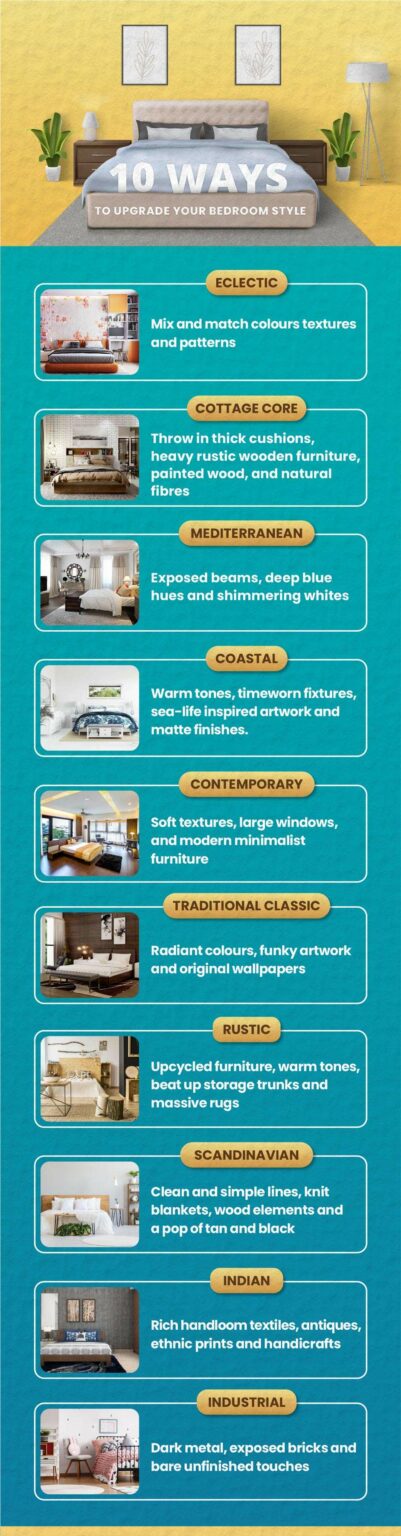 10 WAYS
TO UPGRADE YOUR BEDROOM STYLE
ECLECTIC
Mix and match colours textures
and patterns
COTTAGE CORE
Throw in thick cushions,
heavy rustic wooden furniture,
painted wood, and natural
fibres
MEDITERRANEAN
Exposed beams, deep blue
hues and shimmering whites
COASTAL
Warm tones, timeworn fixtures,
sea-life inspired artwork and
matte finishes.
CONTEMPORARY
Soft textures, large windows,
and modern minimalist
furniture
TRADITIONAL CLASSIC
Radiant colours, funky artwork
and original wallpapers
RUSTIC
Upcycled furniture, warm tones,
beat up storage trunks and
massive rugs
SCANDINAVIAN
Clean and simple lines, knit
blankets, wood elements and
a pop of tan and black
INDIAN
Rich handloom textiles, antiques,
ethnic prints and handicrafts
INDUSTRIAL
Dark metal, exposed bricks and
bare unfinished touches